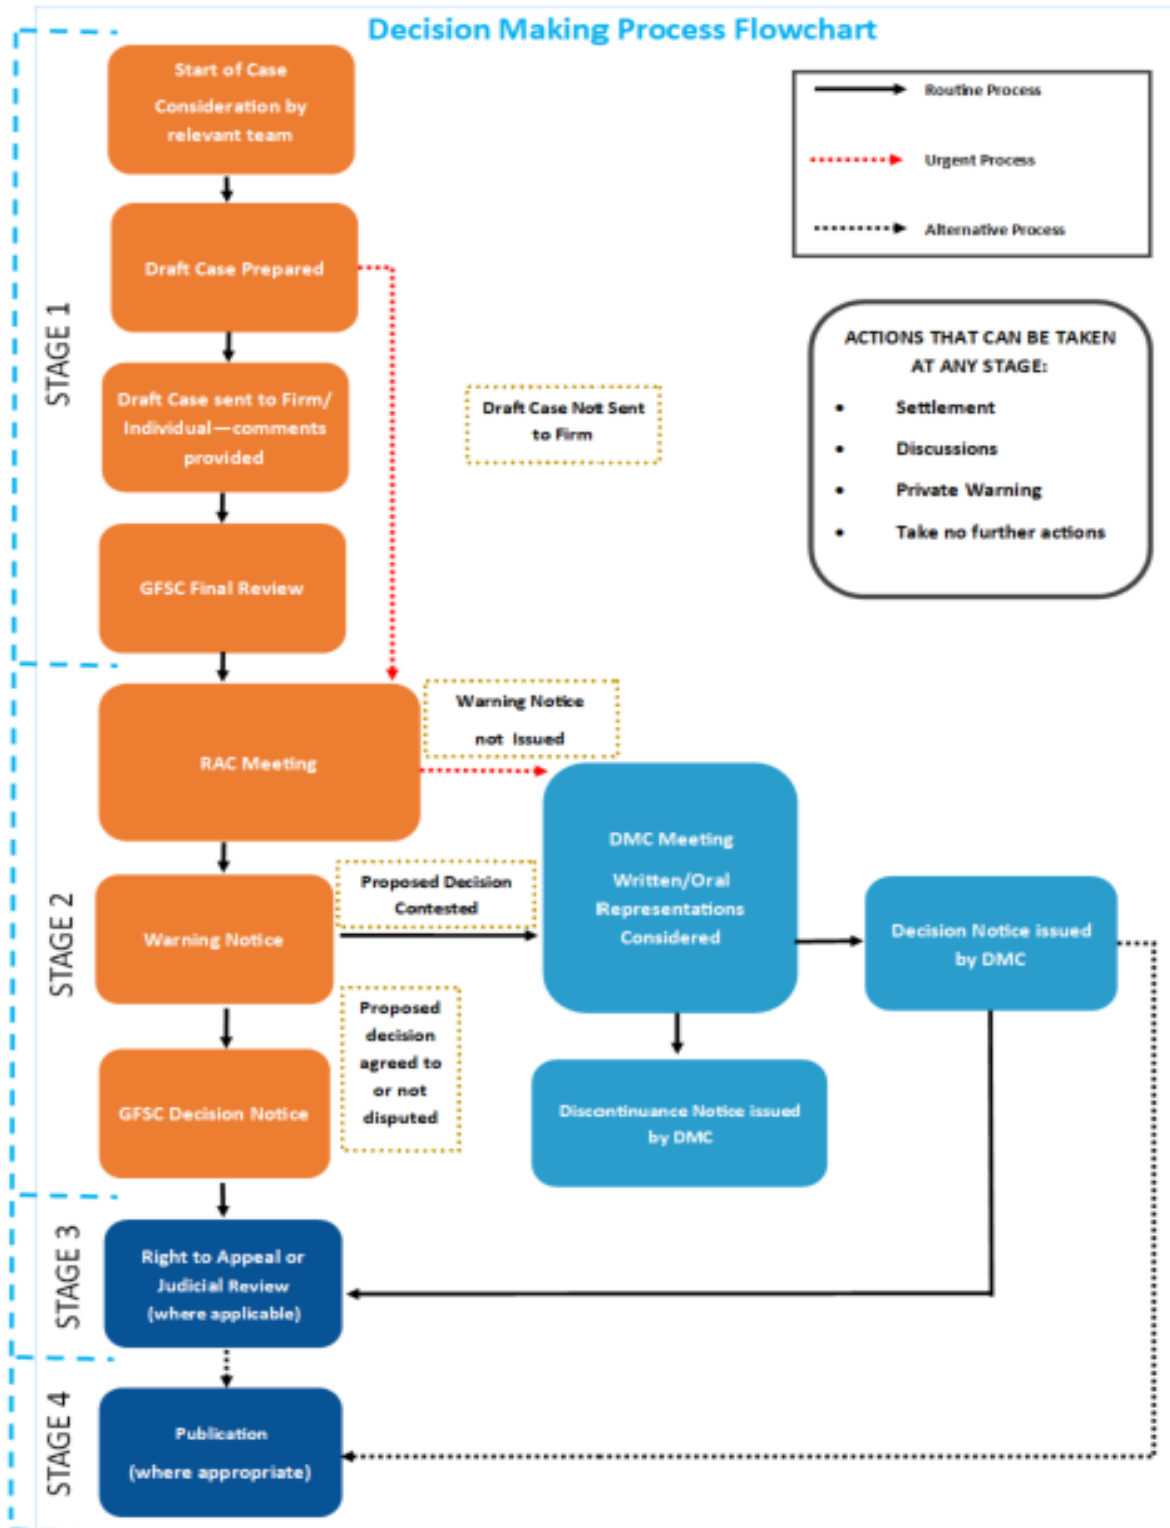 Decision Making Process Flowchart
Start of Case
Consideration by
relevant team
Routine Process
Urgent Process
Alternative Process
Draft Case Prepared
STAGE 1
ACTIONS THAT CAN BE TAKEN
AT ANY STAGE:
• Settlement
• Discussions
• Private Warning
• Take no further actions
Draft Case sent to Firm/
Individual—comments
provided
Draft Case Not Sent
to Firm
GFSC Final Review
RAC Meeting
Warning Notice
not Issued
STAGE 2
DMC Meeting
Written/Oral
Representations
Considered
Proposed Decision
Contested
Warning Notice
Decision Notice issued
by DMC
Proposed
decision
agreed to
or not
disputed
GFSC Decision Notice
Discontinuance Notice issued
by DMC
STAGE 3
Right to Appeal or
Judicial Review
(where applicable)
STAGE 4
Publication
(where appropriate)